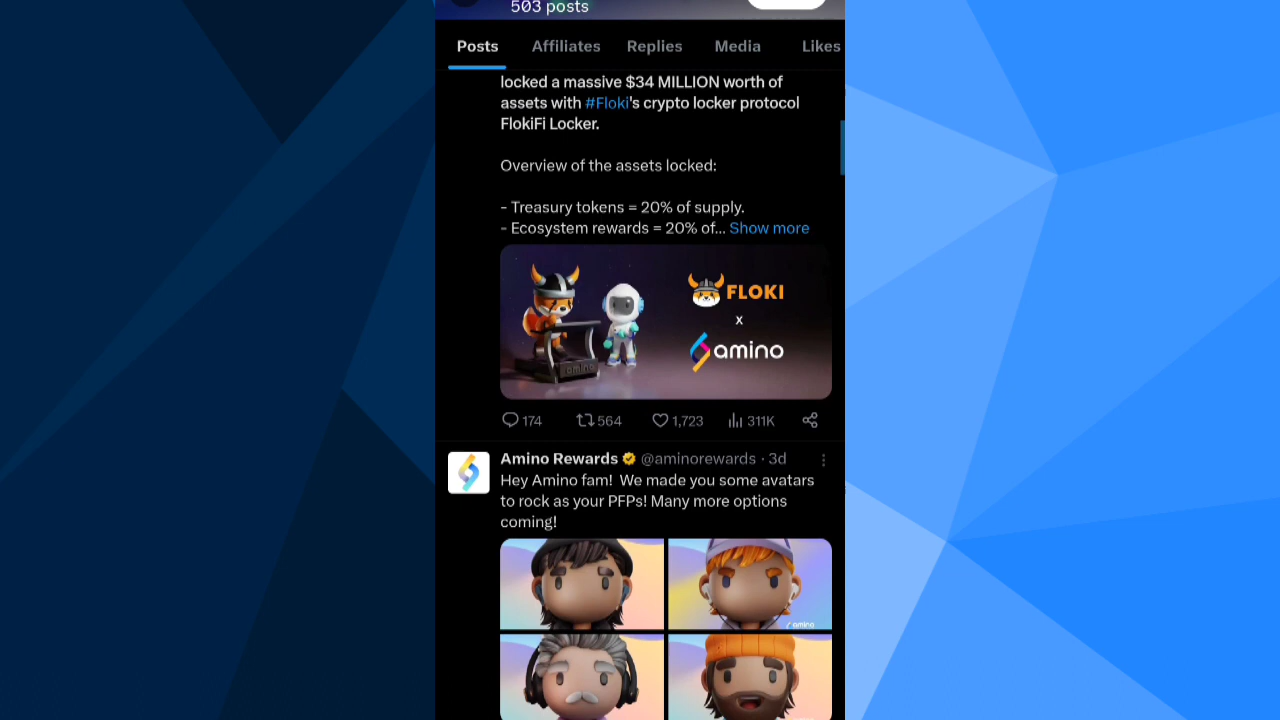 503 posts
Posts Affiliates Replies Media Likes
locked a massive $34 MILLION worth of
assets with #Floki's crypto locker protocol
FlokiFi Locker.
Overview of the assets locked:
- Treasury tokens = 20% of supply.
- Ecosystem rewards = 20% of... Show more
FLOKI
x
amino
amino
174 564 1,723 311K
Amino Rewards @aminorewards · 3d
Hey Amino fam! We made you some avatars
to rock as your PFPs! Many more options
coming!
amino